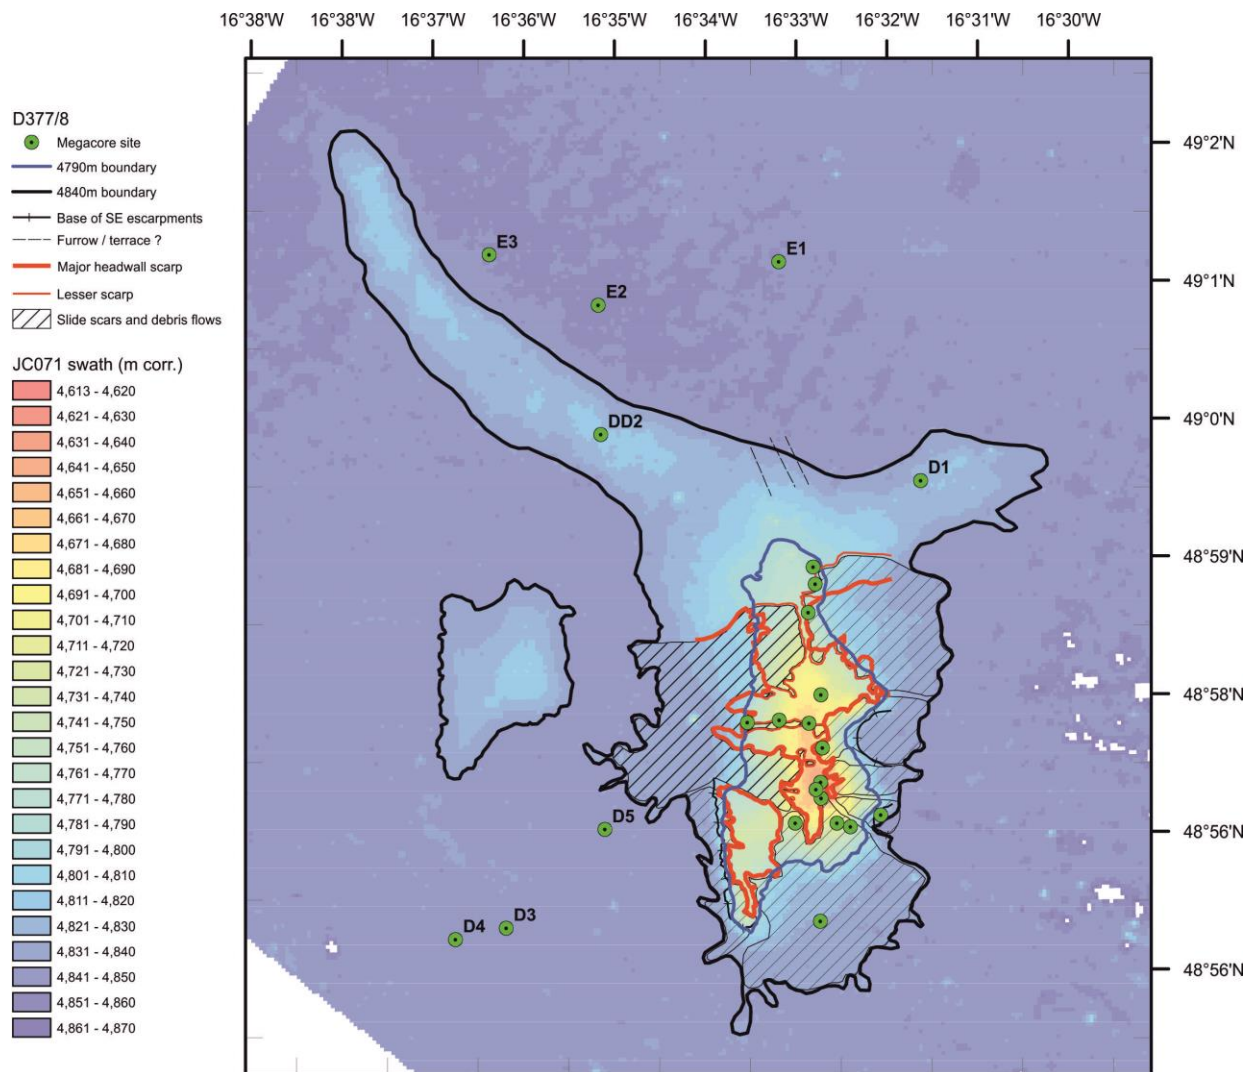 16°38'W 16°38'W 16°37'W 16°36'W 16°35'W 16°34'W 16°33'W 16°32'W 16°31'W 16°30'W
D377/8
Megacore site
4790m boundary
4840m boundary
Base of SE escarpments
Furrow / terrace ?
Major headwall scarp
Lesser scarp
Slide scars and debris flows
JC071 swath (m corr.)
4,613 - 4,620
4,621 - 4,630
4,631 - 4,640
4,641 - 4,650
4,651 - 4,660
4,661 - 4,670
4,671 - 4,680
4,681 - 4,690
4,691 - 4,700
4,701 - 4,710
4,711 - 4,720
4,721 - 4,730
4,731 - 4,740
4,741 - 4,750
4,751 - 4,760
4,761 - 4,770
4,771 - 4,780
4,781 - 4,790
4,791 - 4,800
4,801 - 4,810
4,811 - 4,820
4,821 - 4,830
4,831 - 4,840
4,841 - 4,850
4,851 - 4,860
4,861 - 4,870
E3
E1
E2
DD2
D1
D5
D4
D3
49°2'N
49°1'N
49°0'N
48°59'N
48°58'N
48°56'N
48°56'N